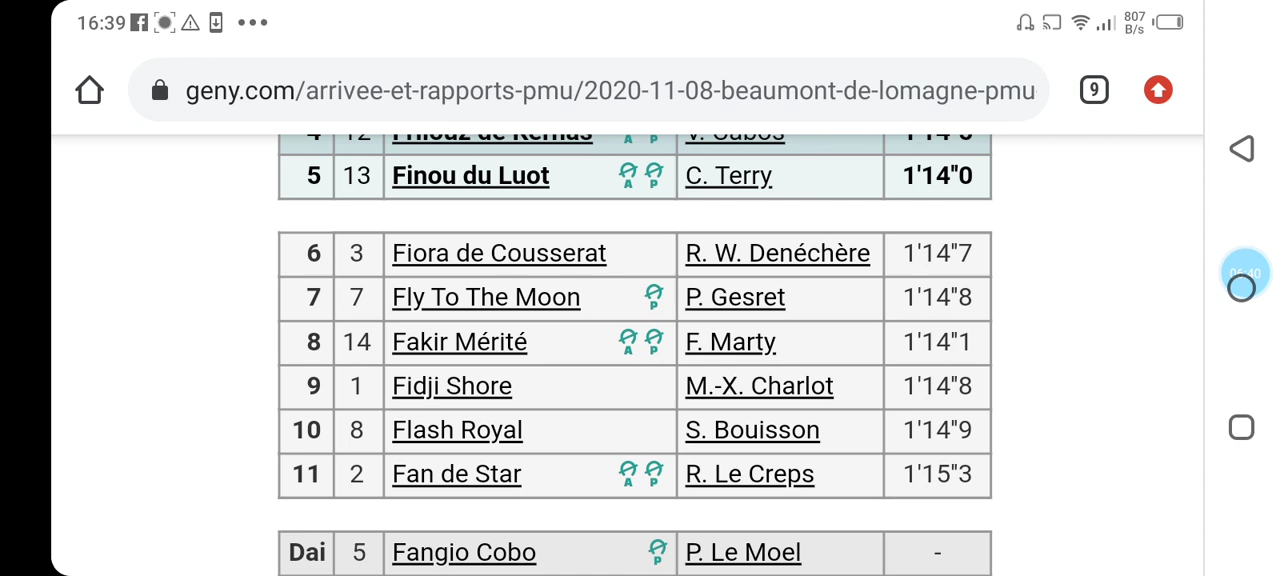 16:39 807 B/s
geny.com/arrivee-et-rapports-pmu/2020-11-08-beaumont-de-lomagne-pmu 9
4 12 A P
5 13 Finou du Luot A P C. Terry 1'14"0
6 3 Fiora de Cousserat R. W. Denéchère 1'14"7
7 7 Fly To The Moon P P. Gesret 1'14"8
8 14 Fakir Mérité A P F. Marty 1'14"1
9 1 Fidji Shore M.-X. Charlot 1'14"8
10 8 Flash Royal S. Bouisson 1'14"9
11 2 Fan de Star A P R. Le Creps 1'15"3
Dai 5 Fangio Cobo P P. Le Moel -
06:40